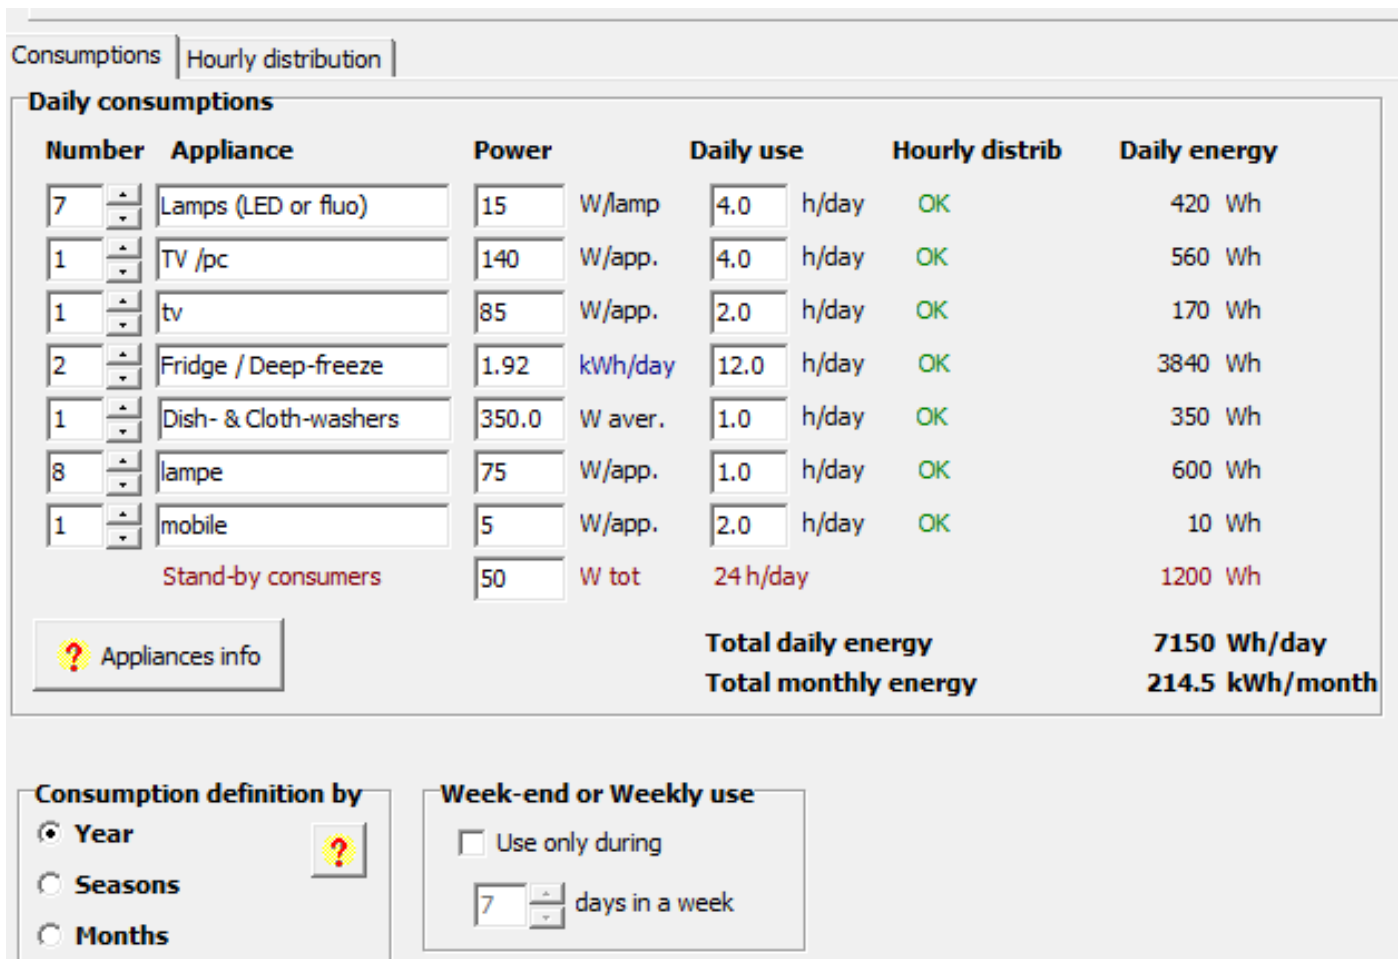 Consumptions Hourly distribution
Daily consumptions
Number Appliance Power Daily use Hourly distrib Daily energy
7 Lamps (LED or fluo) 15 W/lamp 4.0 h/day OK 420 Wh
1 TV /pc 140 W/app. 4.0 h/day OK 560 Wh
1 tv 85 W/app. 2.0 h/day OK 170 Wh
2 Fridge / Deep-freeze 1.92 kWh/day 12.0 h/day OK 3840 Wh
1 Dish- & Cloth-washers 350.0 W aver. 1.0 h/day OK 350 Wh
8 lampe 75 W/app. 1.0 h/day OK 600 Wh
1 mobile 5 W/app. 2.0 h/day OK 10 Wh
Stand-by consumers 50 W tot 24 h/day 1200 Wh
? Appliances info
Total daily energy 7150 Wh/day
Total monthly energy 214.5 kWh/month
Consumption definition by
Year ?
Seasons
Months
Week-end or Weekly use
Use only during
7 days in a week